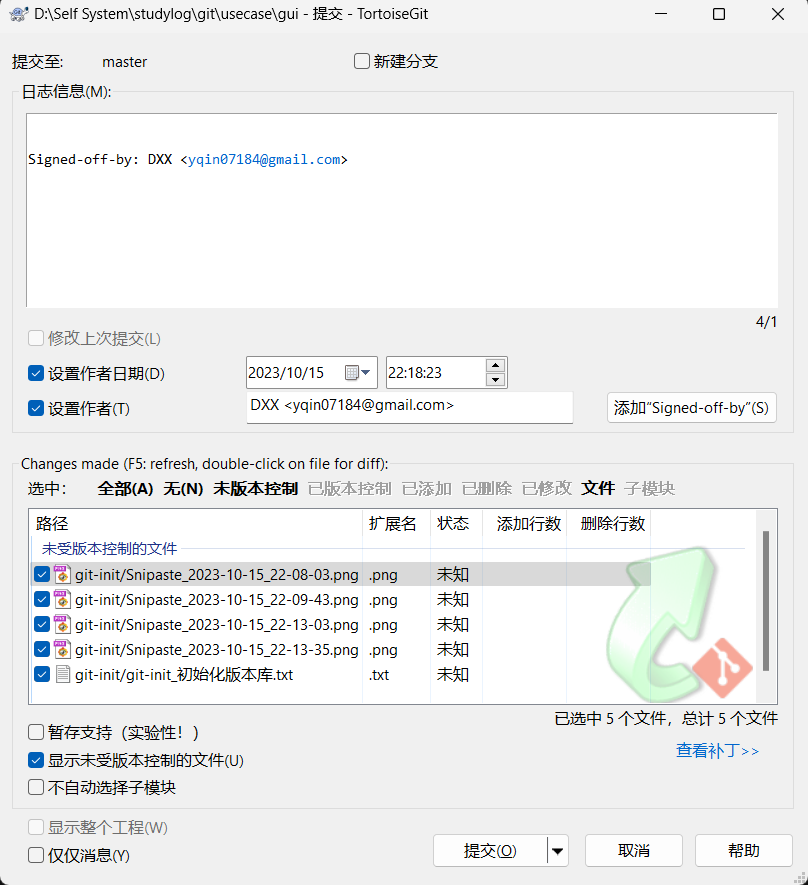 D:\Self System\studylog\git\usecase\gui - 提交 - TortoiseGit
提交至: master 新建分支
日志信息(M):
Signed-off-by: DXX <yqin07184@gmail.com>
4/1
修改上次提交(L)
设置作者日期(D) 2023/10/15 22:18:23
设置作者(T) DXX <yqin07184@gmail.com> 添加“Signed-off-by”(S)
Changes made (F5: refresh, double-click on file for diff):
选中: 全部(A) 无(N) 未版本控制 已版本控制 已添加 已删除 已修改 文件 子模块
路径 扩展名 状态 添加行数 删除行数
未受版本控制的文件
git-init/Snipaste_2023-10-15_22-08-03.png .png 未知
git-init/Snipaste_2023-10-15_22-09-43.png .png 未知
git-init/Snipaste_2023-10-15_22-13-03.png .png 未知
git-init/Snipaste_2023-10-15_22-13-35.png .png 未知
git-init/git-init_初始化版本库.txt .txt 未知
已选中 5 个文件，总计 5 个文件
暂存支持（实验性！）
查看补丁>>
显示未受版本控制的文件(U)
不自动选择子模块
显示整个工程(W)
仅仅消息(Y)
提交(O) 取消 帮助